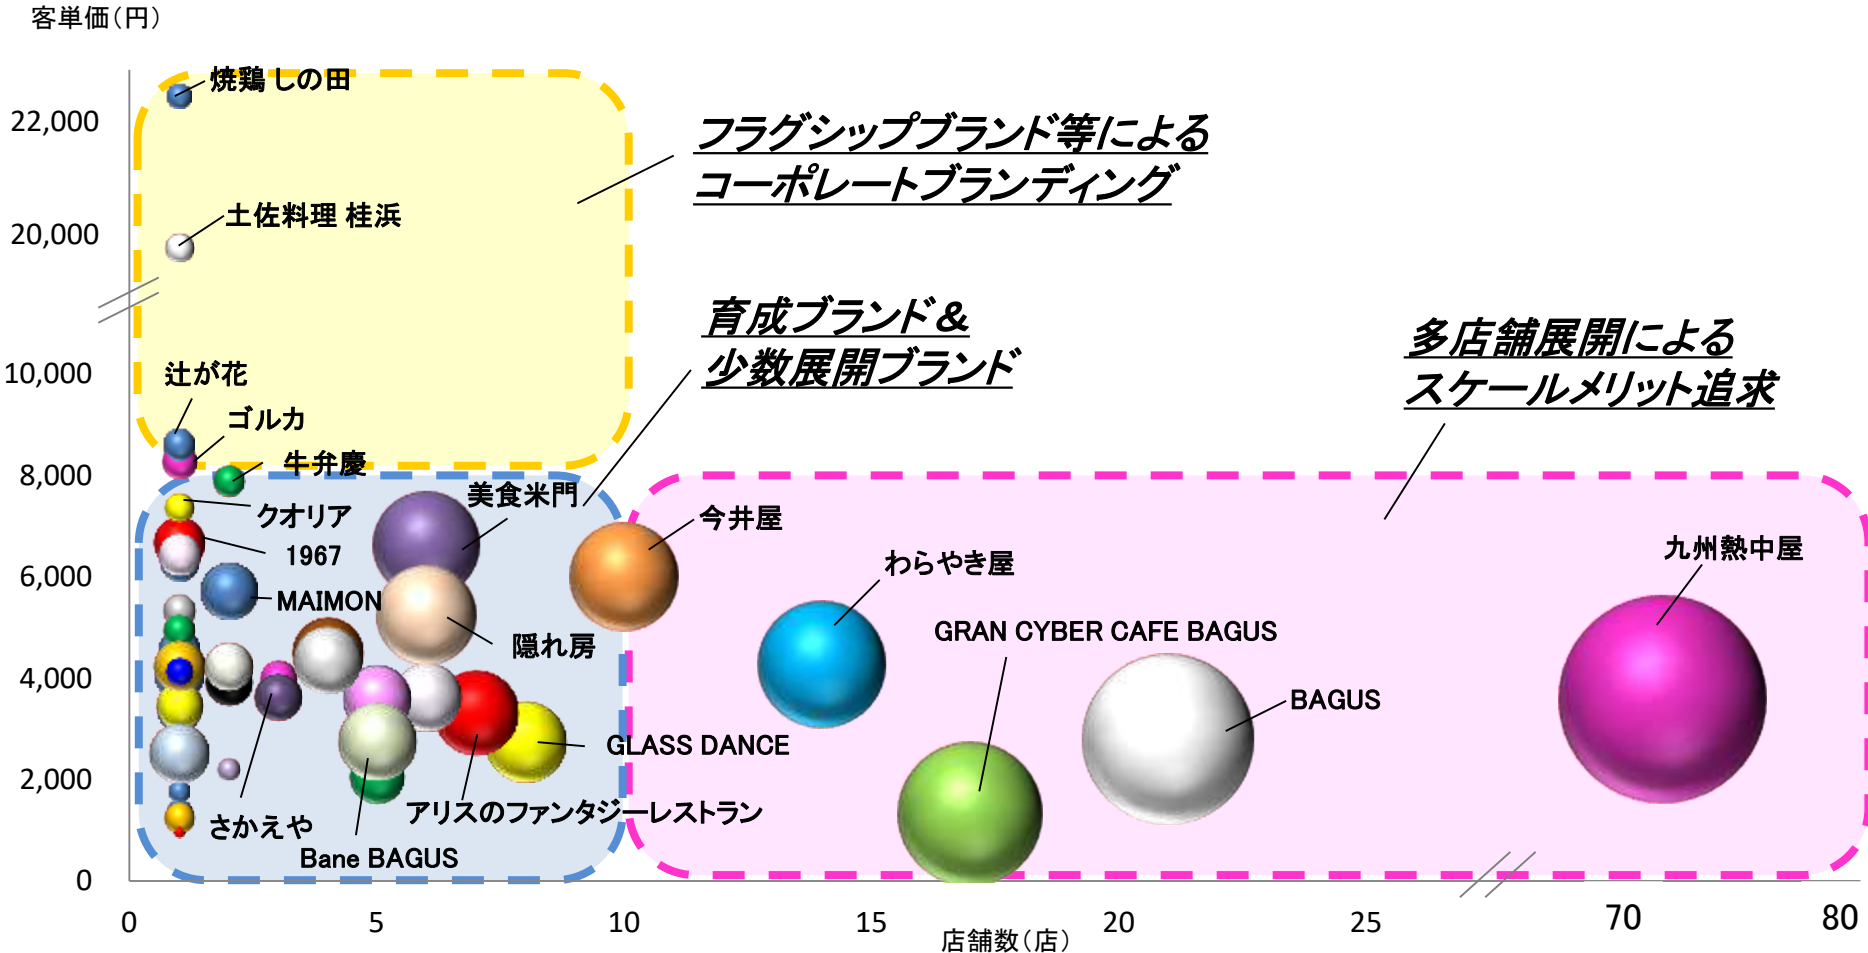 客単価（円）
焼鶏 しの田
22,000
フラグシップブランド等による
コーポレートブランディング
土佐料理 桂浜
20,000
育成ブランド＆
少数展開ブランド
多店舗展開による
スケールメリット追求
10,000
辻が花
ゴルカ
牛弁慶
8,000
美食米門
クオリア
今井屋
1967
わらやき屋
九州熱中屋
6,000
MAIMON
GRAN CYBER CAFE BAGUS
隠れ房
4,000
BAGUS
GLASS DANCE
2,000
アリスのファンタジーレストラン
さかえや
Bane BAGUS
0
0
5
10
15
20
25
70
80
店舗数（店）